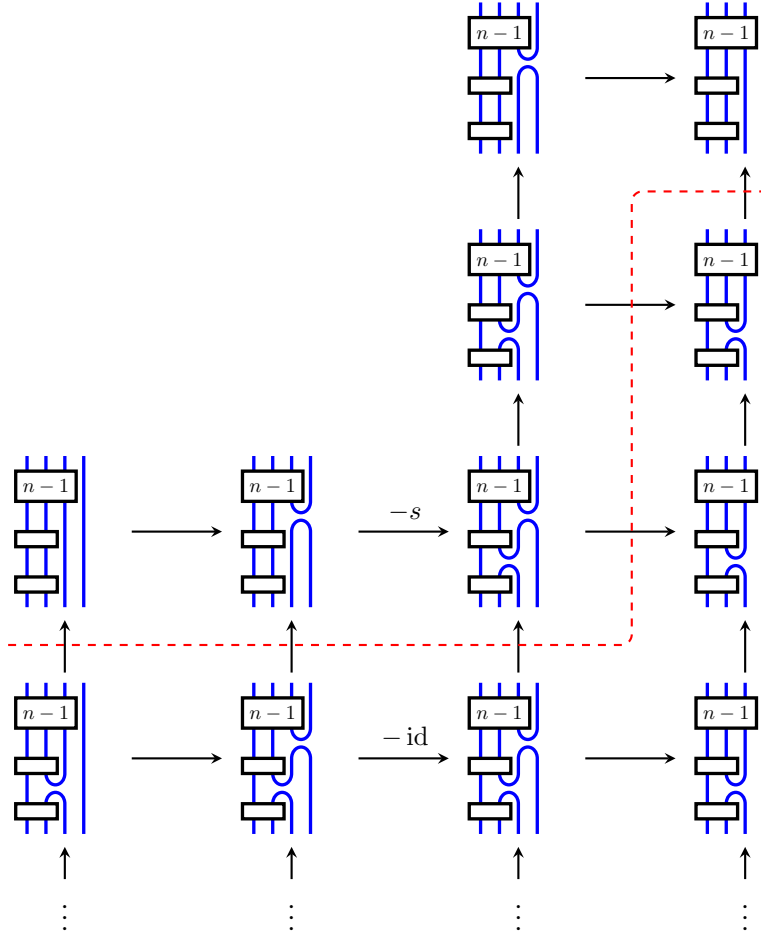 n − 1 n − 1
n − 1 n − 1
n − 1 n − 1 −s n − 1 n − 1
n − 1 n − 1 − id n − 1 n − 1
⋮ ⋮ ⋮ ⋮